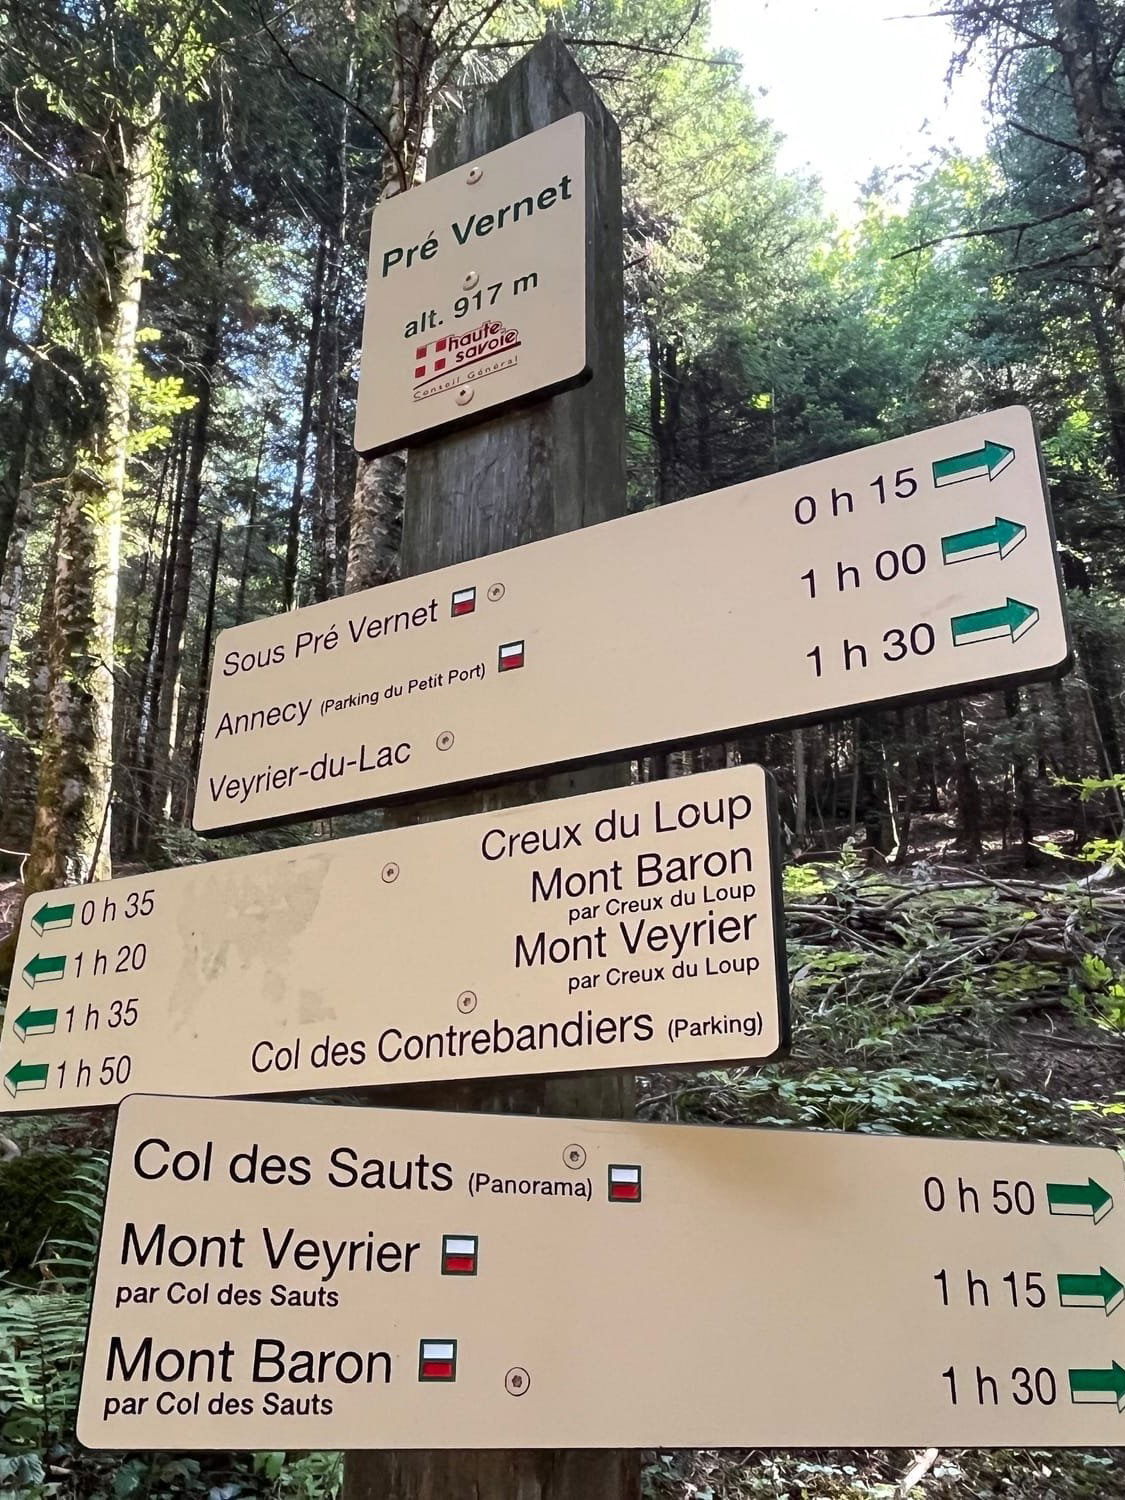 Pré Vernet
alt. 917 m
haute
savoie
Conseil Général
Sous Pré Vernet 0 h 15
Annecy (Parking du Petit Port) 1 h 00
Veyrier-du-Lac 1 h 30
0 h 35 Creux du Loup
1 h 20 Mont Baron
par Creux du Loup
1 h 35 Mont Veyrier
par Creux du Loup
1 h 50 Col des Contrebandiers (Parking)
Col des Sauts (Panorama) 0 h 50
Mont Veyrier 1 h 15
par Col des Sauts
Mont Baron 1 h 30
par Col des Sauts